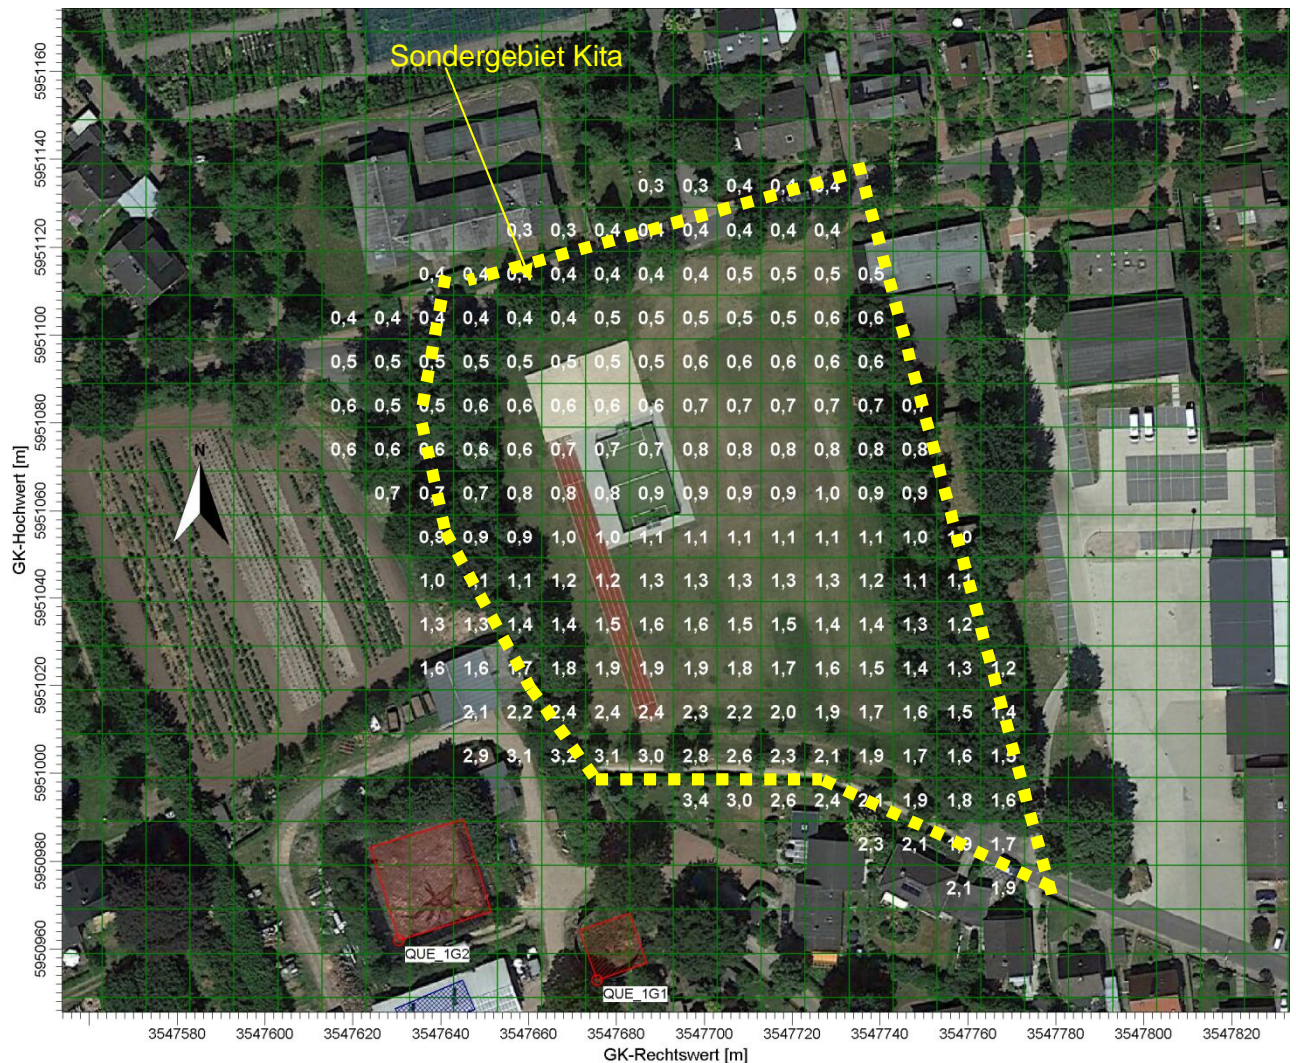 Sondergebiet Kita
0,3 0,3 0,4 0,4 0,4
0,3 0,3 0,4 0,4 0,4 0,4 0,4 0,4
0,4 0,4 0,4 0,4 0,4 0,4 0,4 0,5 0,5 0,5 0,5
0,4 0,4 0,4 0,4 0,4 0,4 0,5 0,5 0,5 0,5 0,5 0,6 0,6
0,5 0,5 0,5 0,5 0,5 0,5 0,5 0,5 0,6 0,6 0,6 0,6 0,6
0,6 0,5 0,5 0,6 0,6 0,6 0,6 0,6 0,7 0,7 0,7 0,7 0,7 0,7
0,6 0,6 0,6 0,6 0,6 0,7 0,7 0,7 0,8 0,8 0,8 0,8 0,8 0,8
0,7 0,7 0,7 0,8 0,8 0,8 0,9 0,9 0,9 0,9 1,0 0,9 0,9
0,9 0,9 0,9 1,0 1,0 1,1 1,1 1,1 1,1 1,1 1,1 1,0 1,0
1,0 1,1 1,1 1,2 1,2 1,3 1,3 1,3 1,3 1,3 1,2 1,1 1,1
1,3 1,3 1,4 1,4 1,5 1,6 1,6 1,5 1,5 1,4 1,4 1,3 1,2
1,6 1,6 1,7 1,8 1,9 1,9 1,9 1,8 1,7 1,6 1,5 1,4 1,3 1,2
2,1 2,2 2,4 2,4 2,4 2,3 2,2 2,0 1,9 1,7 1,6 1,5 1,4
2,9 3,1 3,2 3,1 3,0 2,8 2,6 2,3 2,1 1,9 1,7 1,6 1,5
3,4 3,0 2,6 2,4 2,1 1,9 1,8 1,6
2,3 2,1 1,9 1,7
2,1 1,9
N
QUE_1G2
QUE_1G1
GK-Hochwert [m]
5951160
5951140
5951120
5951100
5951080
5951060
5951040
5951020
5951000
5950980
5950960
3547580 3547600 3547620 3547640 3547660 3547680 3547700 3547720 3547740 3547760 3547780 3547800 3547820
GK-Rechtswert [m]